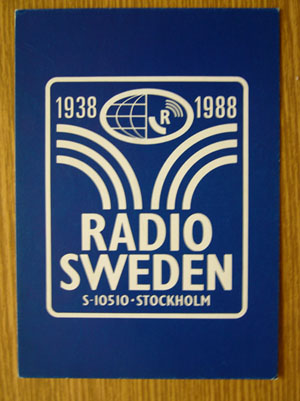 1938 1988
R
RADIO
SWEDEN
S-10510·STOCKHOLM